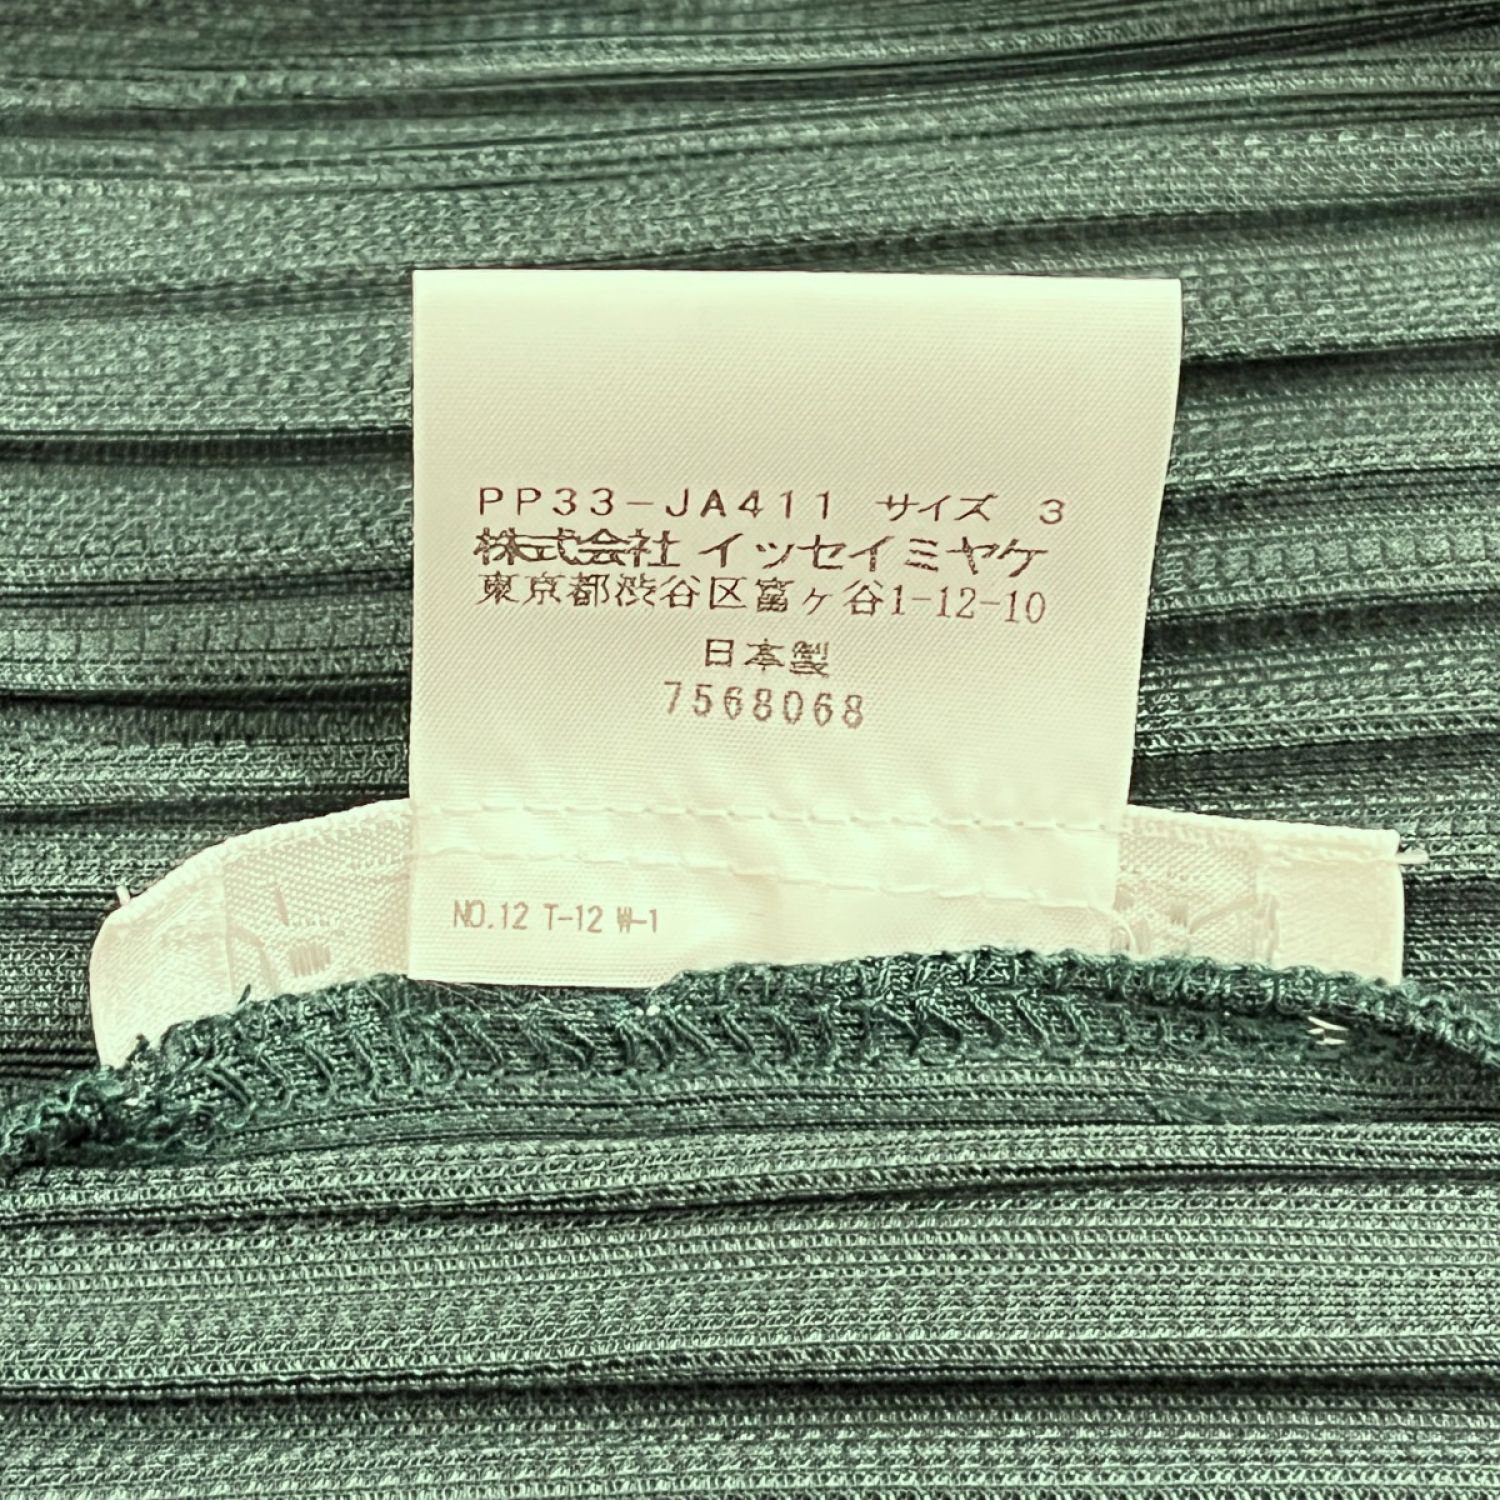 PP33-JA411 サイズ 3
株式会社 イッセイミヤケ
東京都渋谷区富ヶ谷1-12-10
日本製
7568068
NO.12 T-12 W-1